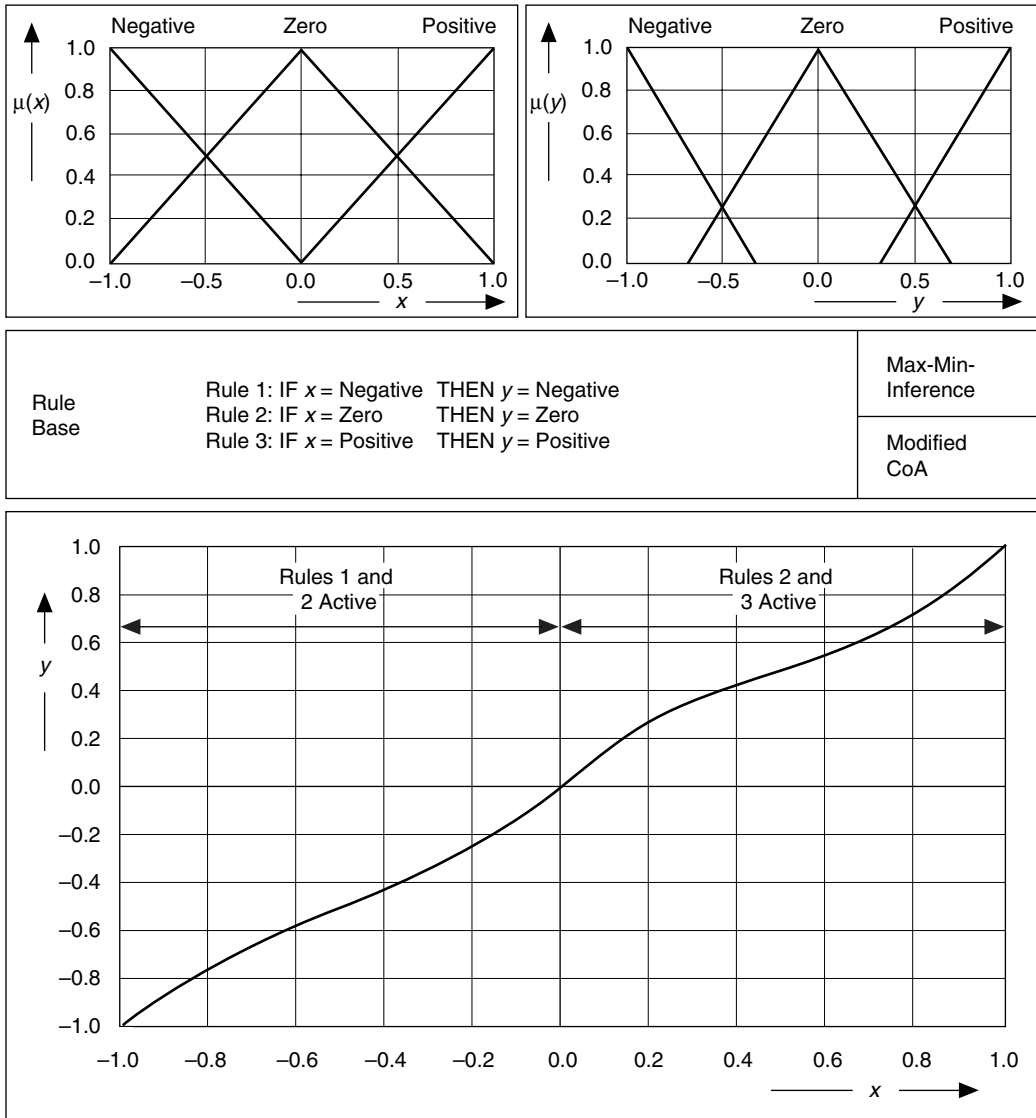 Negative Zero Positive
1.0
0.8
μ(x)
0.6
0.4
0.2
0.0
–1.0 –0.5 0.0 0.5 1.0
x
Negative Zero Positive
1.0
0.8
μ(y)
0.6
0.4
0.2
0.0
–1.0 –0.5 0.0 0.5 1.0
y
Rule
Base
Rule 1: IF x = Negative THEN y = Negative
Rule 2: IF x = Zero THEN y = Zero
Rule 3: IF x = Positive THEN y = Positive
Max-Min-
Inference
Modified
CoA
1.0
0.8
0.6
y
0.4
0.2
0.0
–0.2
–0.4
–0.6
–0.8
–1.0
Rules 1 and
2 Active
Rules 2 and
3 Active
–1.0 –0.8 –0.6 –0.4 –0.2 0.0 0.2 0.4 0.6 0.8 1.0
x